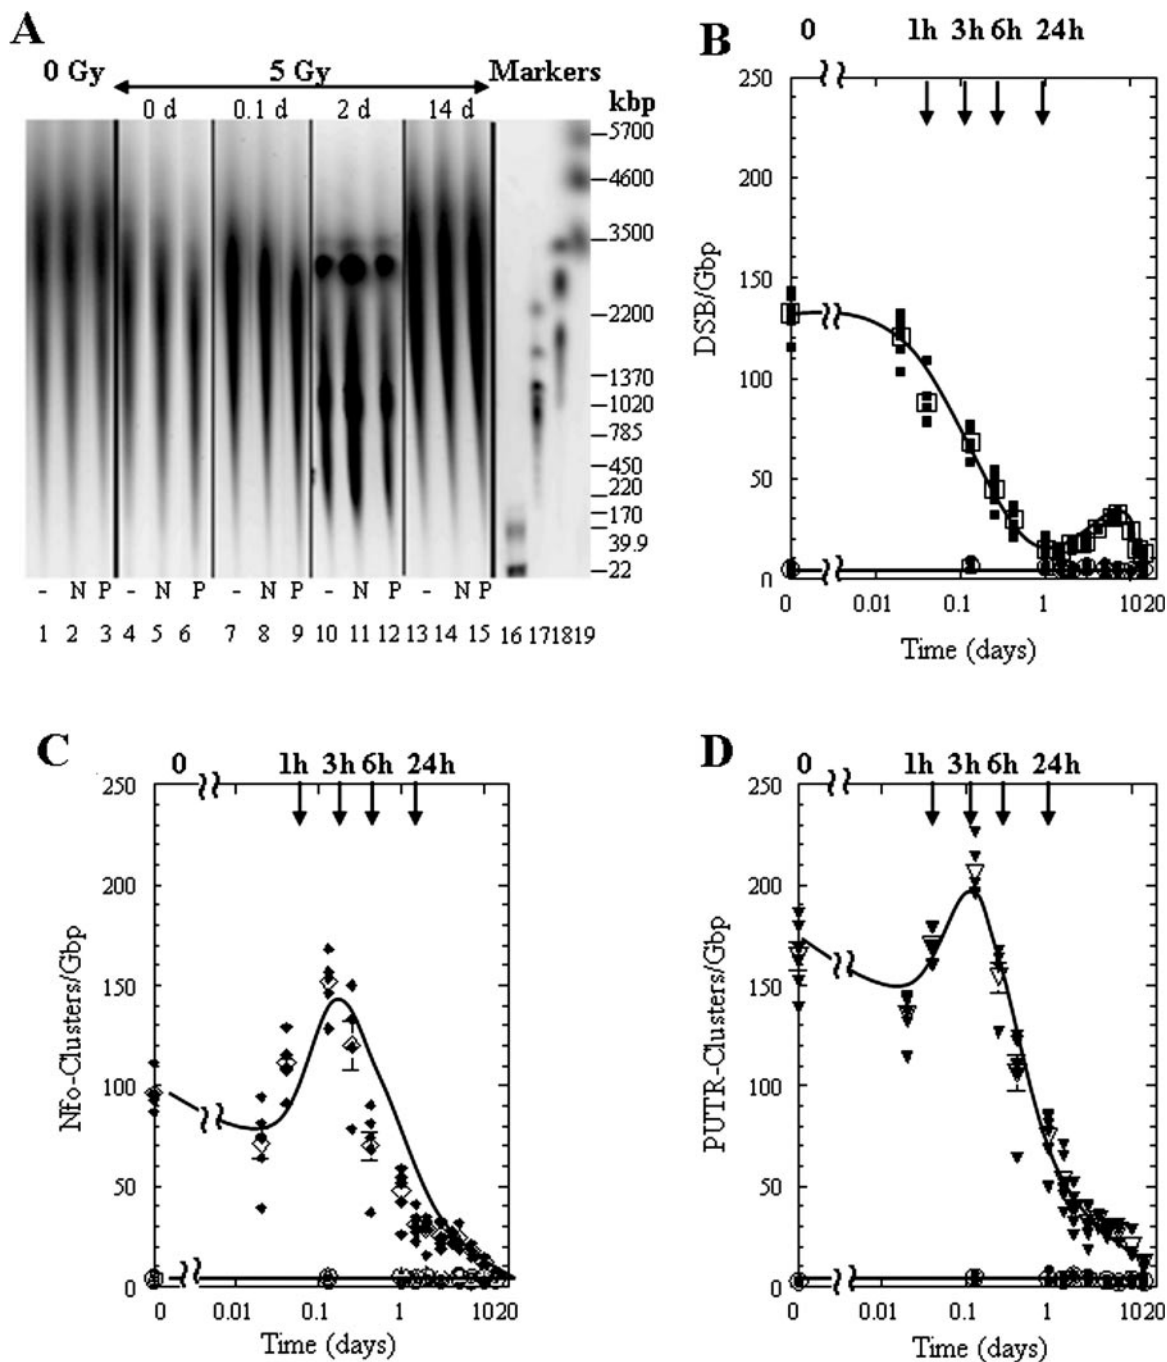 A
0 Gy 5 Gy Markers
0 d 0.1 d 2 d 14 d kbp
5700
4600
3500
2200
1370
1020
785
450
220
170
39.9
22
- N P - N P - N P - N P - N P
1 2 3 4 5 6 7 8 9 10 11 12 13 14 15 16 17 18 19
B
0 1h 3h 6h 24h
250
200
150
100
50
0
DSB/Gbp
0 0.01 0.1 1 10 20
Time (days)
C
0 1h 3h 6h 24h
250
200
150
100
50
0
Nfo-Clusters/Gbp
0 0.01 0.1 1 10 20
Time (days)
D
0 1h 3h 6h 24h
250
200
150
100
50
0
PUTR-Clusters/Gbp
0 0.01 0.1 1 10 20
Time (days)